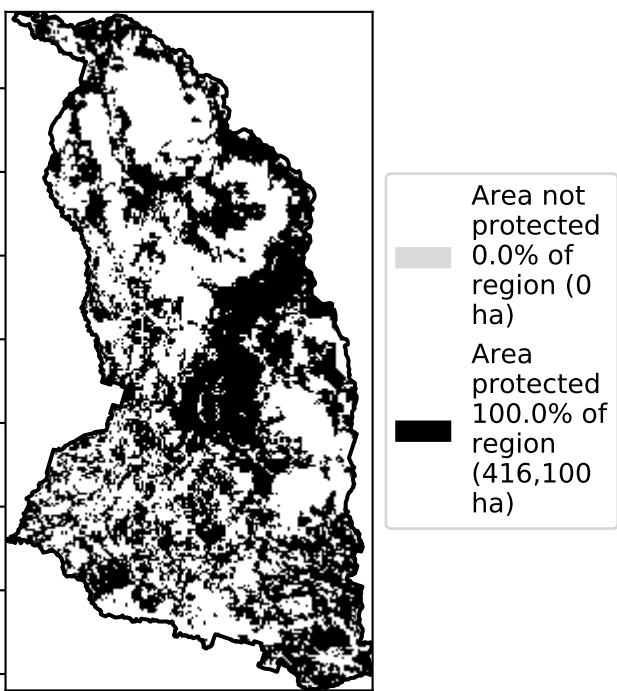 Area not
protected
0.0% of
region (0
ha)
Area
protected
100.0% of
region
(416,100
ha)